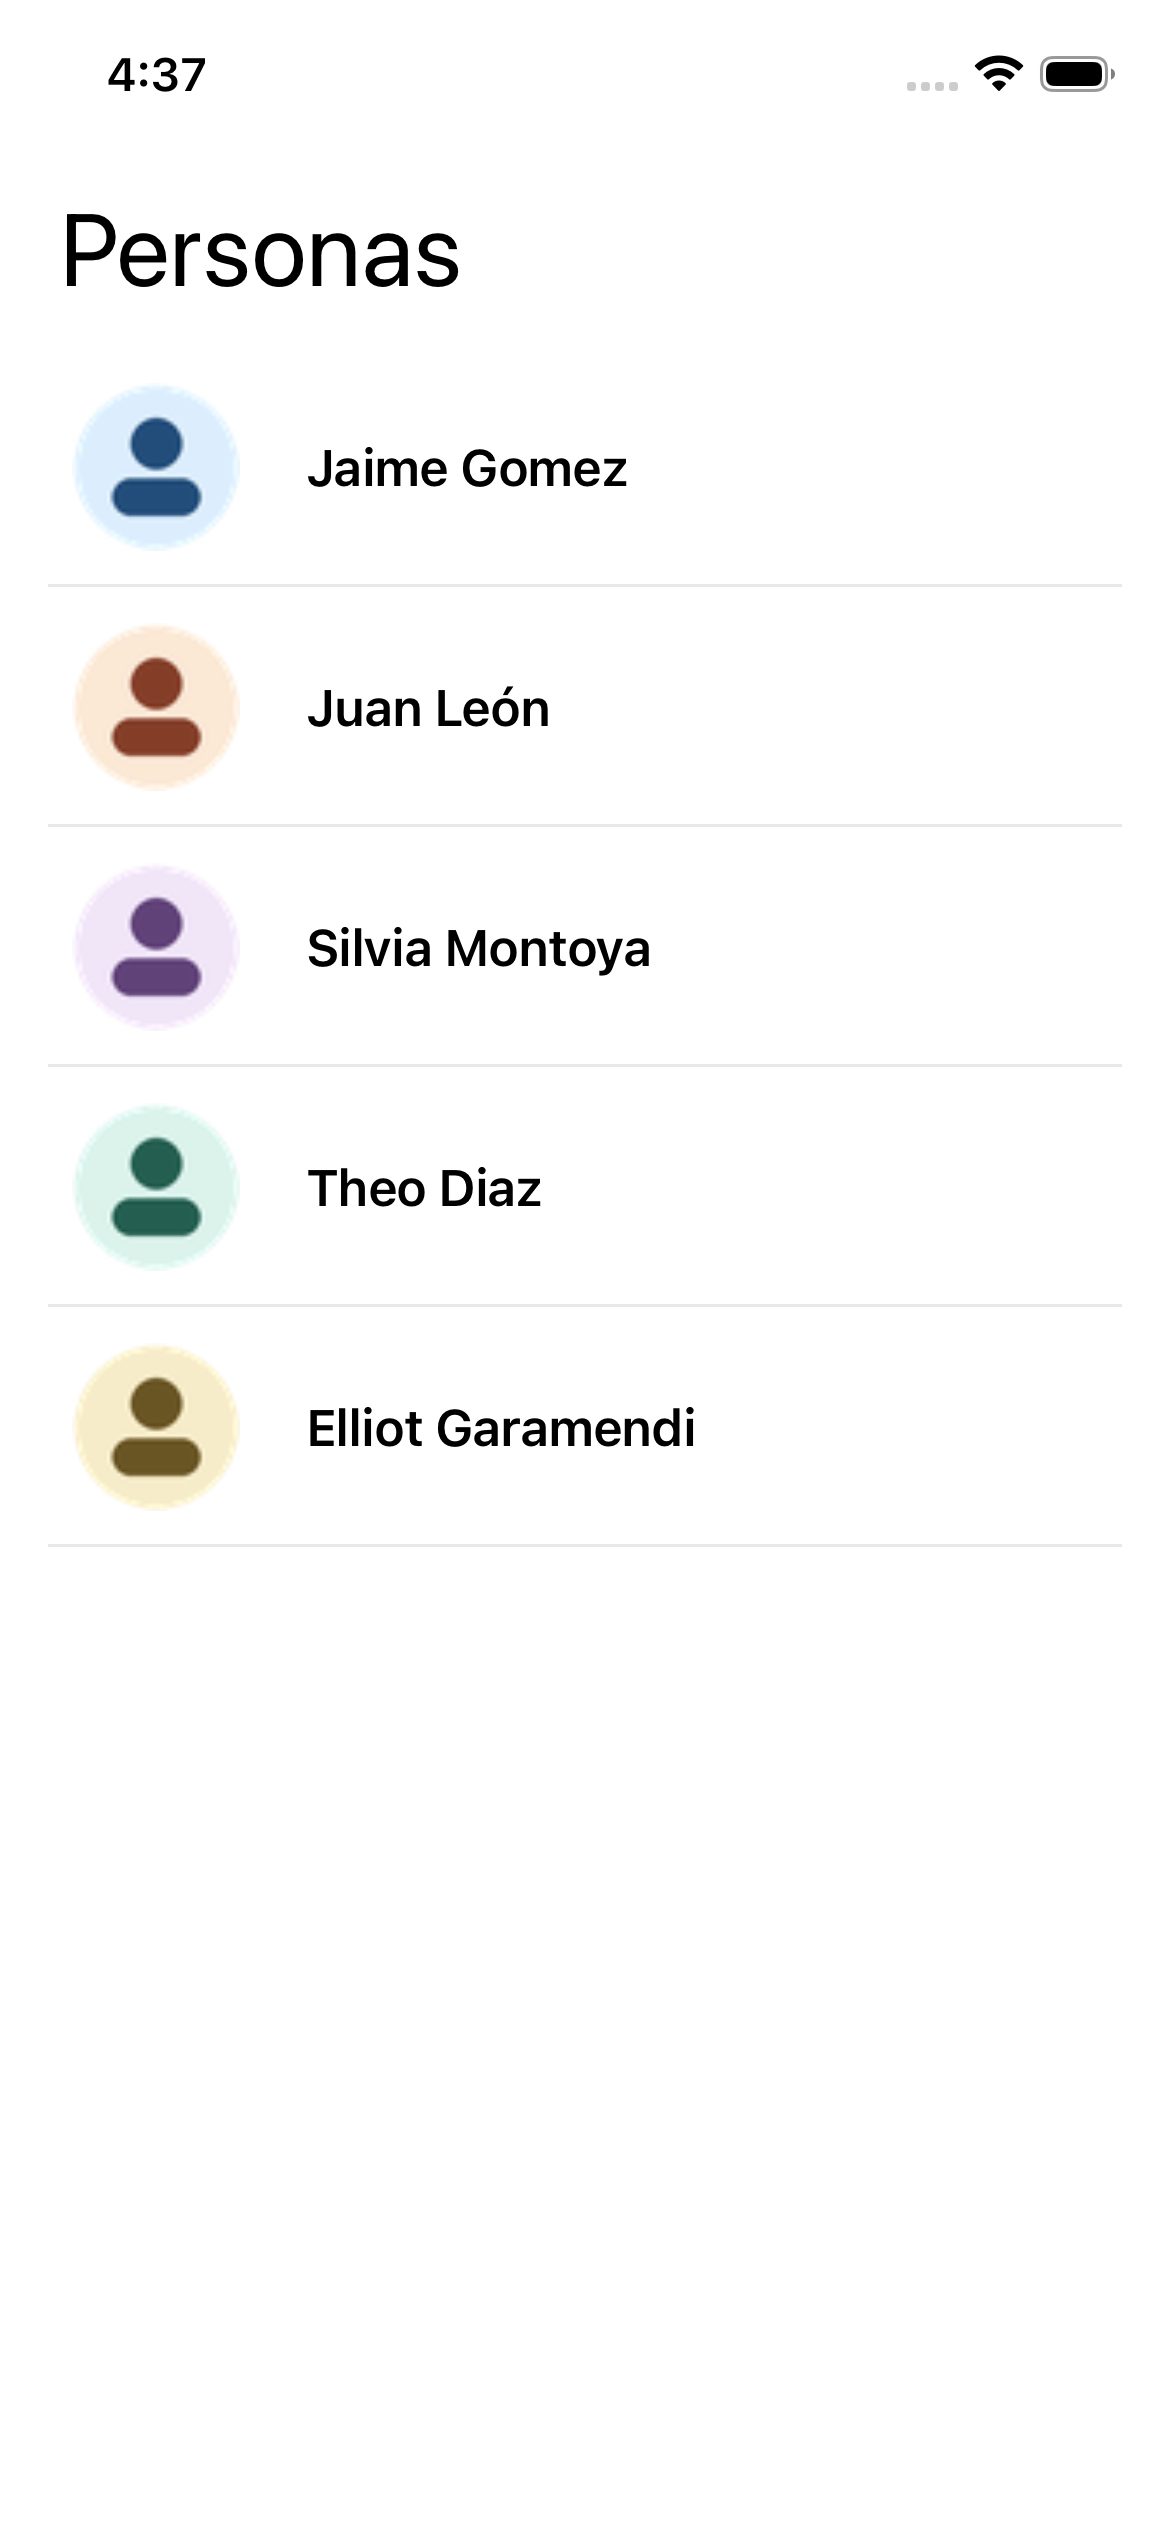 4:37
Personas
Jaime Gomez
Juan León
Silvia Montoya
Theo Diaz
Elliot Garamendi